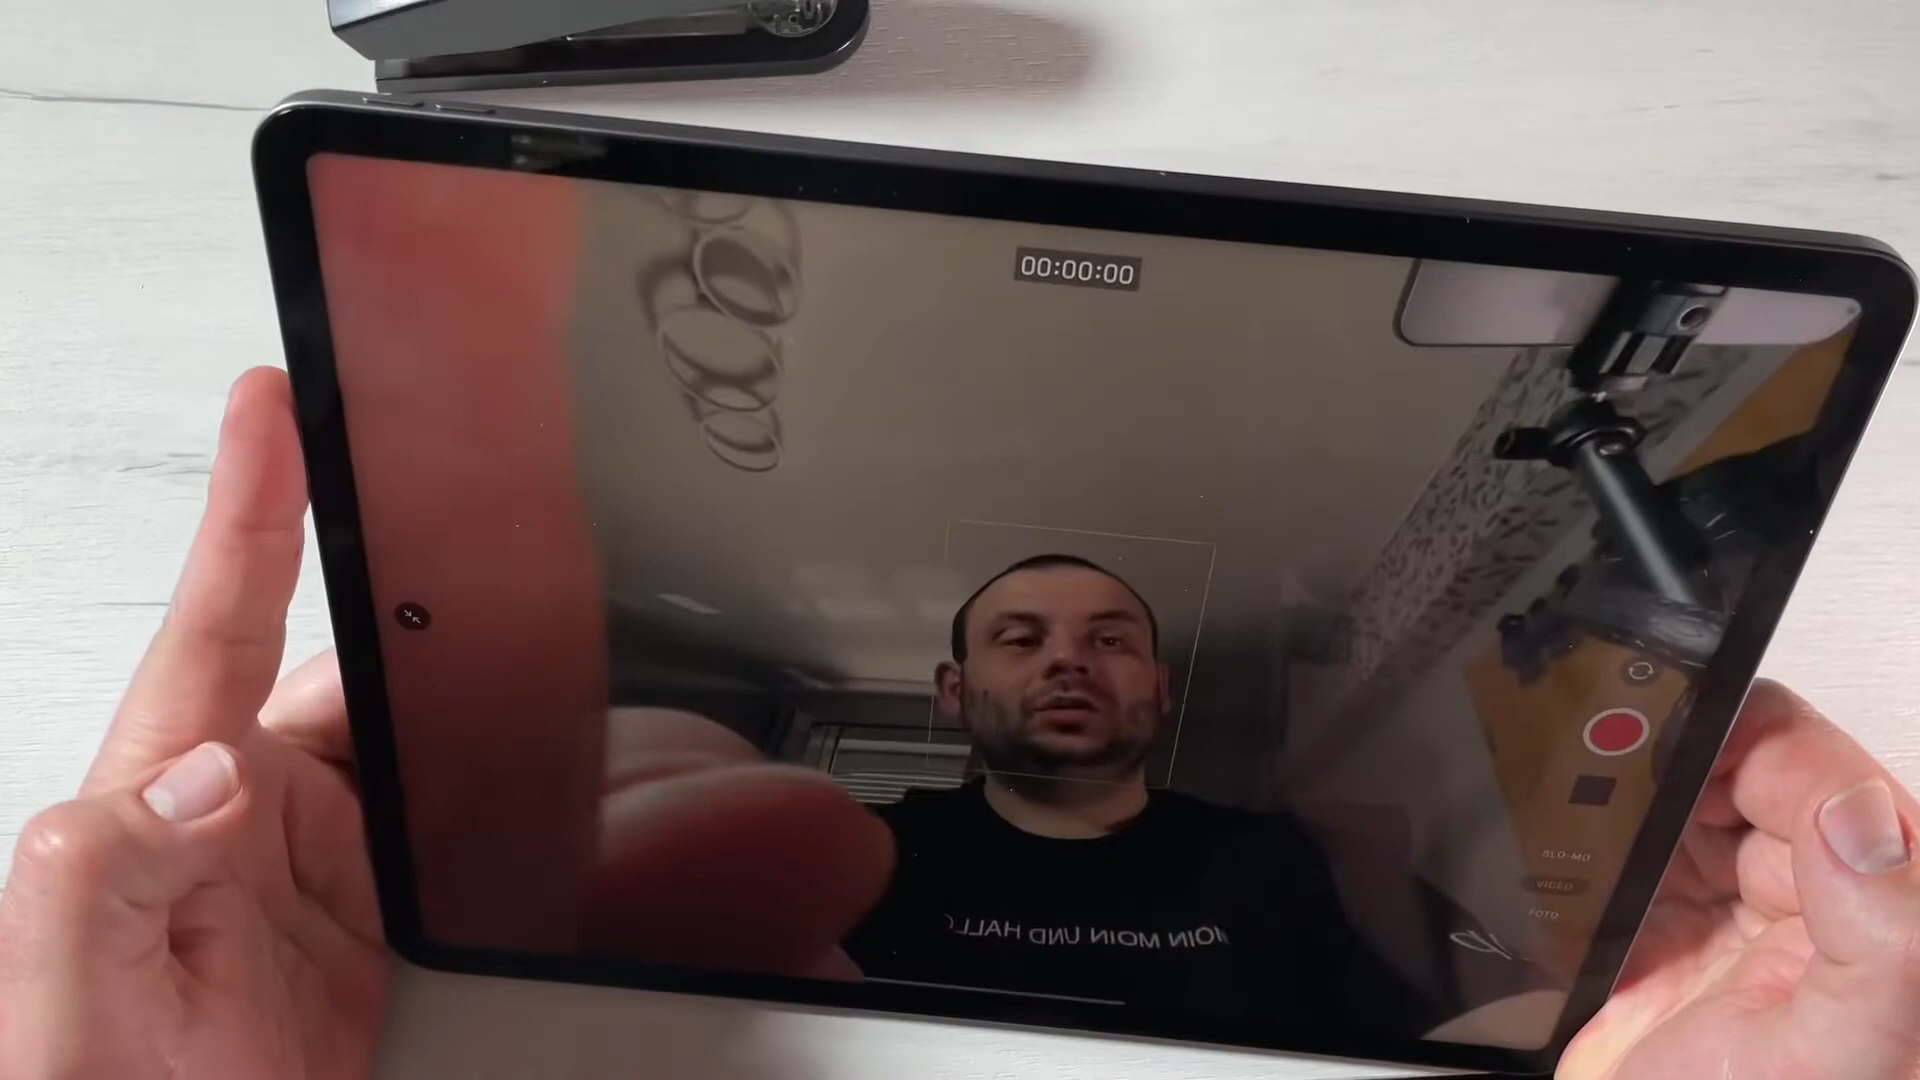 00:00:00
SLO-MO
VIDEO
FOTO
MOIN MOIN UND HALLO